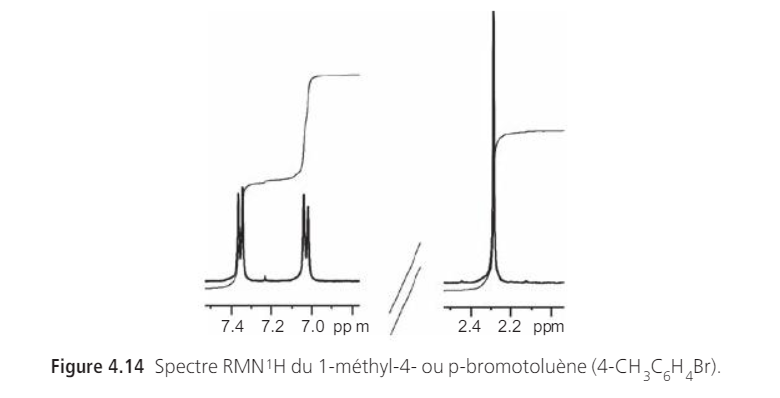 7.4 7.2 7.0 ppm 2.4 2.2 ppm
Figure 4.14 Spectre RMN¹H du 1-méthyl-4- ou p-bromotoluène (4-CH₃C₆H₄Br).